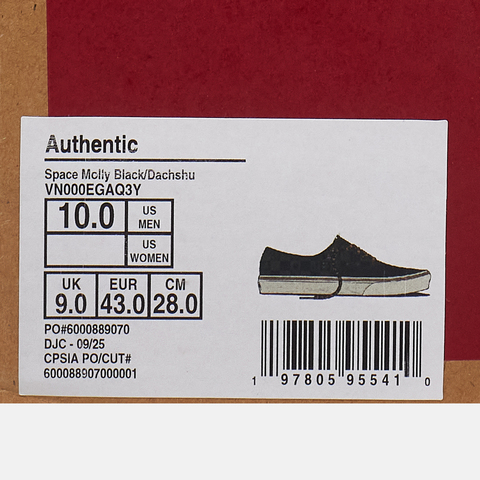 Authentic
Space Molly Black/Dachshu
VN000EGAQ3Y
10.0 US MEN
US WOMEN
UK EUR CM
9.0 43.0 28.0
PO#6000889070
DJC - 09/25
CPSIA PO/CUT#
600088907000001
1 97805 95541 0